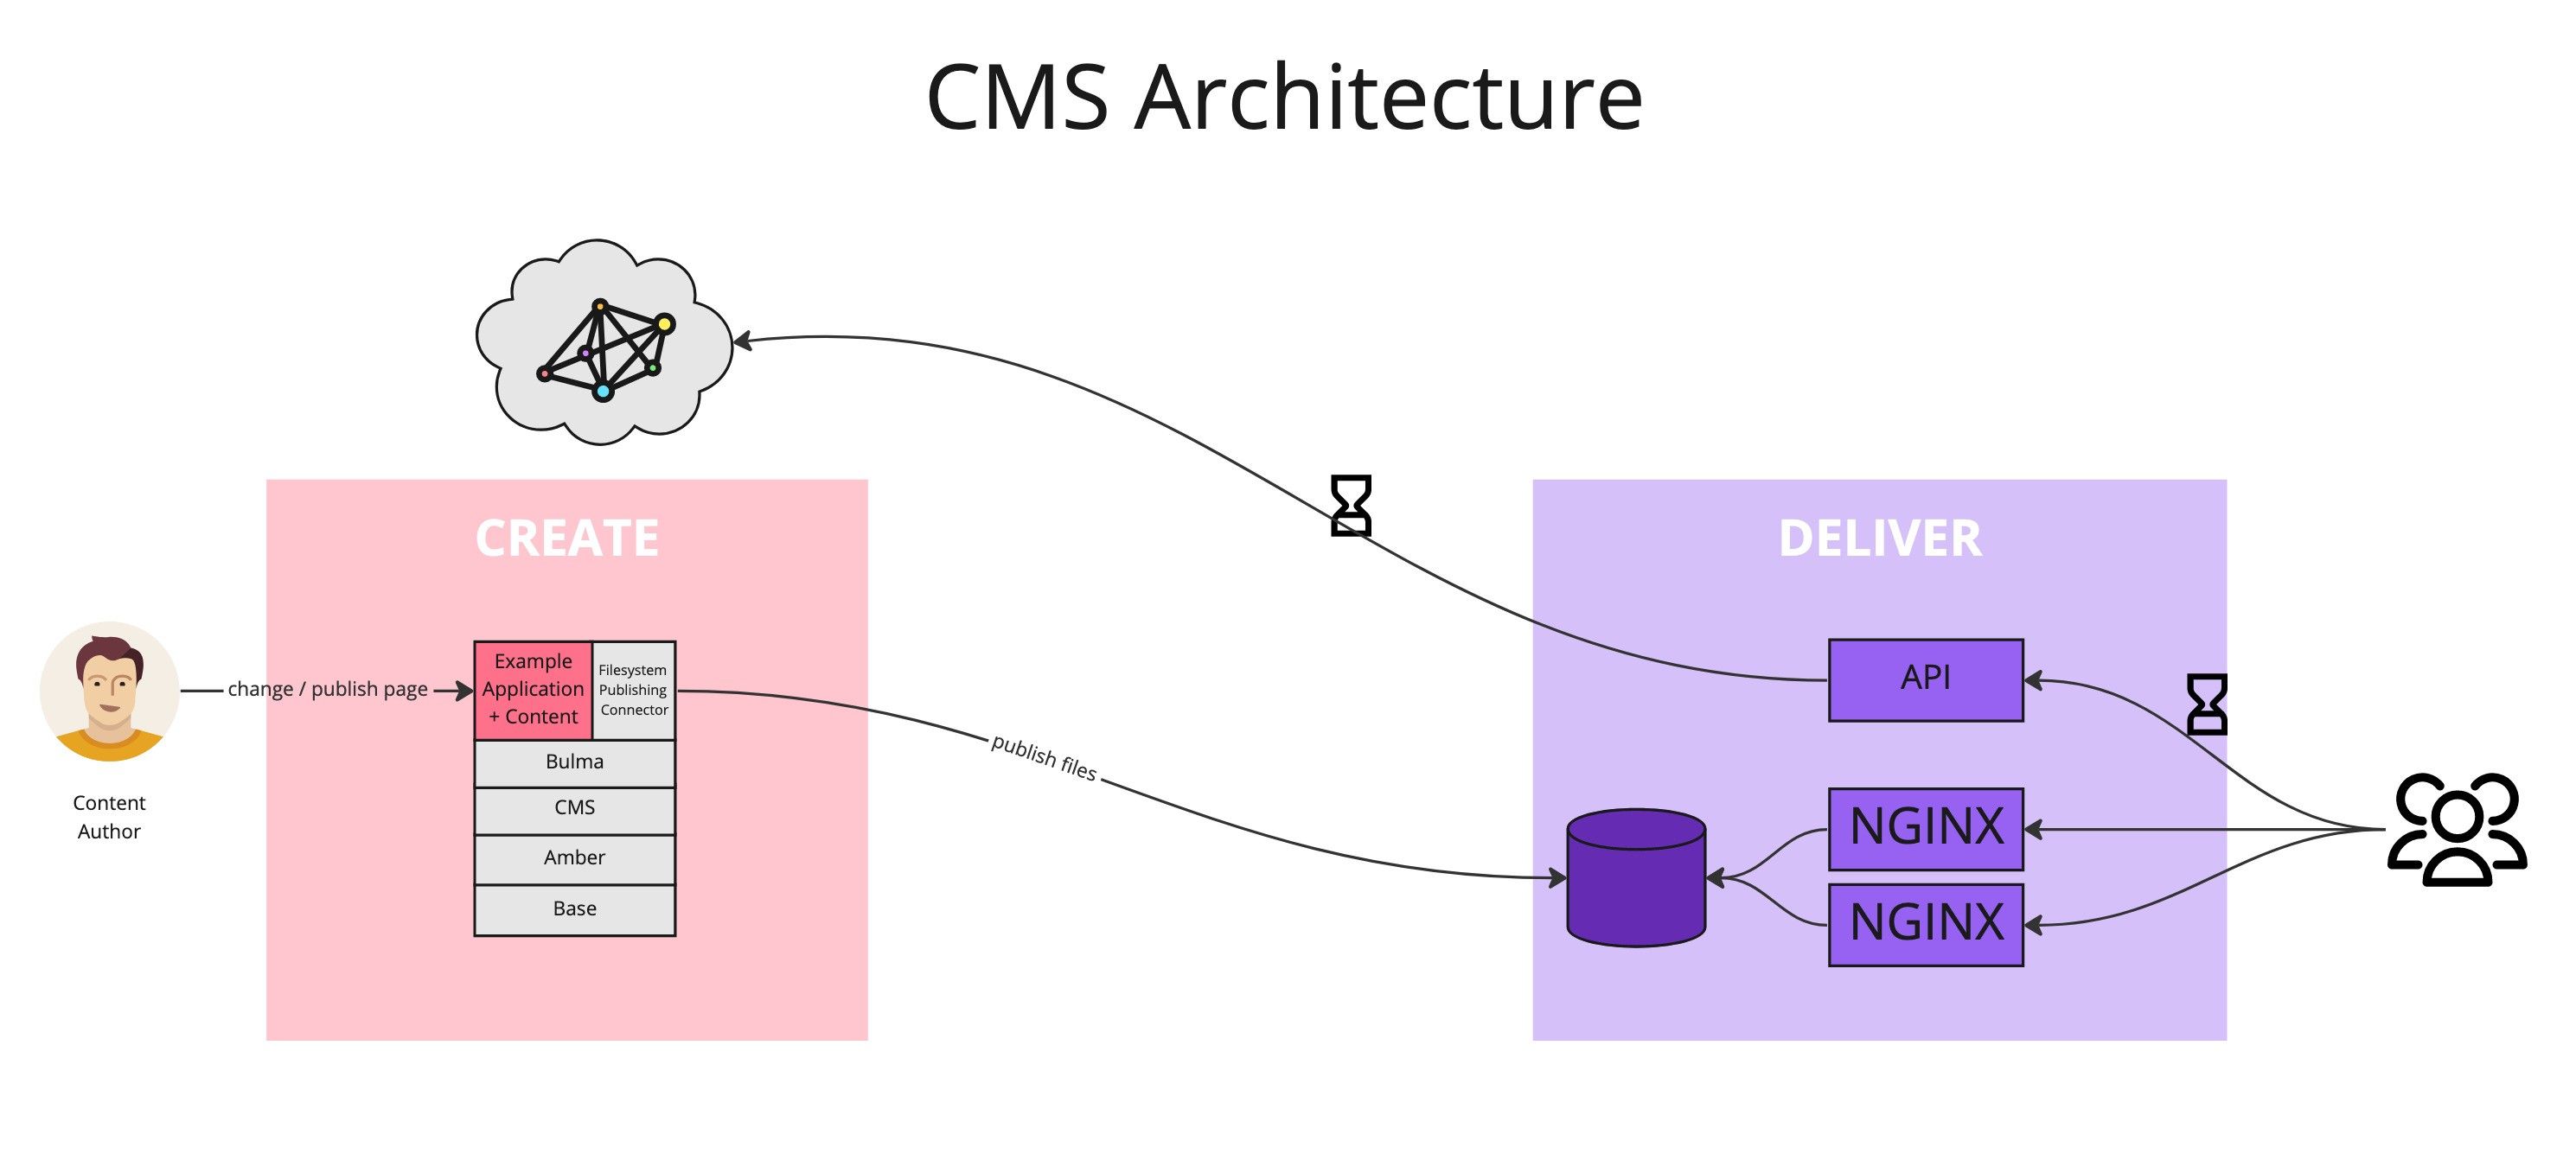 CMS Architecture
CREATE
DELIVER
change / publish page
Content
Author
Example
Application
+ Content
Filesystem
Publishing
Connector
Bulma
CMS
Amber
Base
publish files
API
NGINX
NGINX